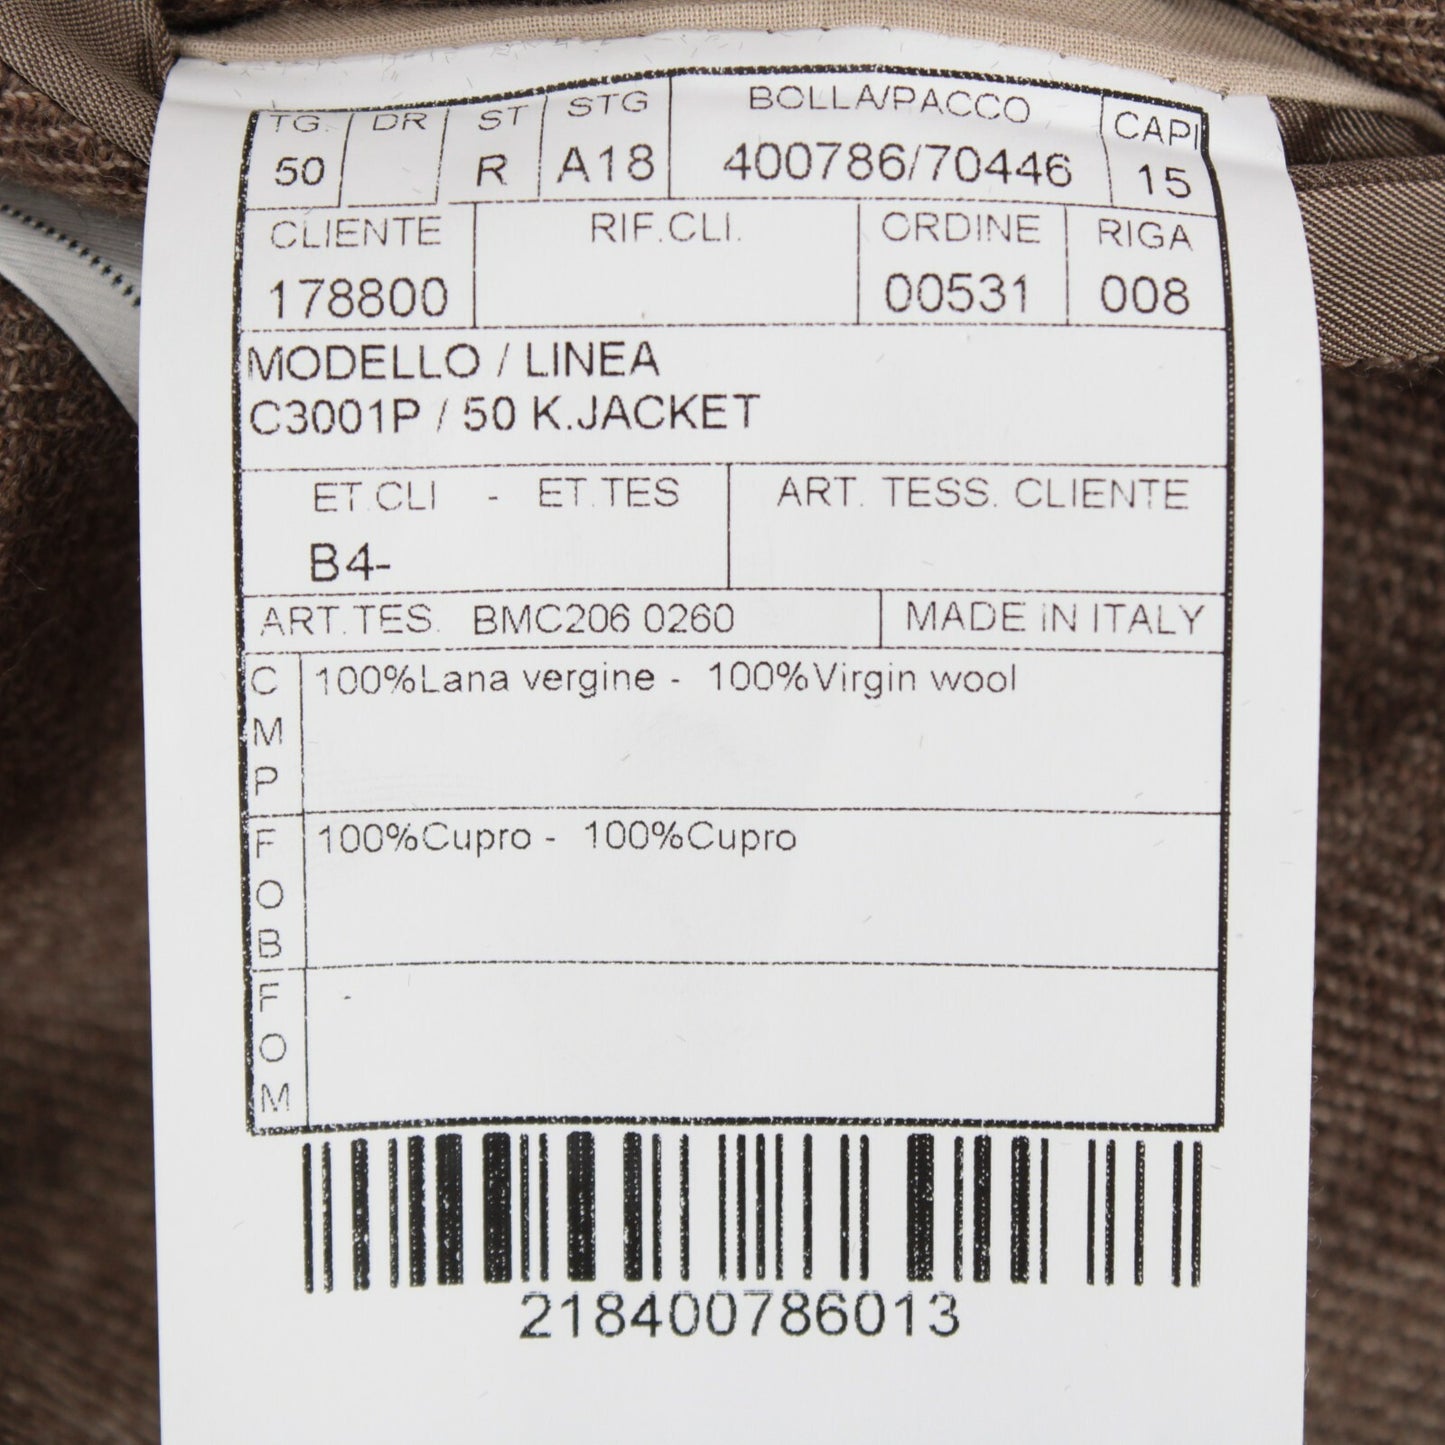 TG. DR ST STG BOLLA/PACCO CAPI
50 R A18 400786/70446 15
CLIENTE RIF.CLI. ORDINE RIGA
178800 00531 008
MODELLO / LINEA
C3001P / 50 K.JACKET
ET.CLI - ET.TES ART. TESS. CLIENTE
B4-
ART.TES. BMC206 0260 MADE IN ITALY
C 100%Lana vergine - 100%Virgin wool
M
P
F 100%Cupro - 100%Cupro
O
B
F -
O
M
218400786013